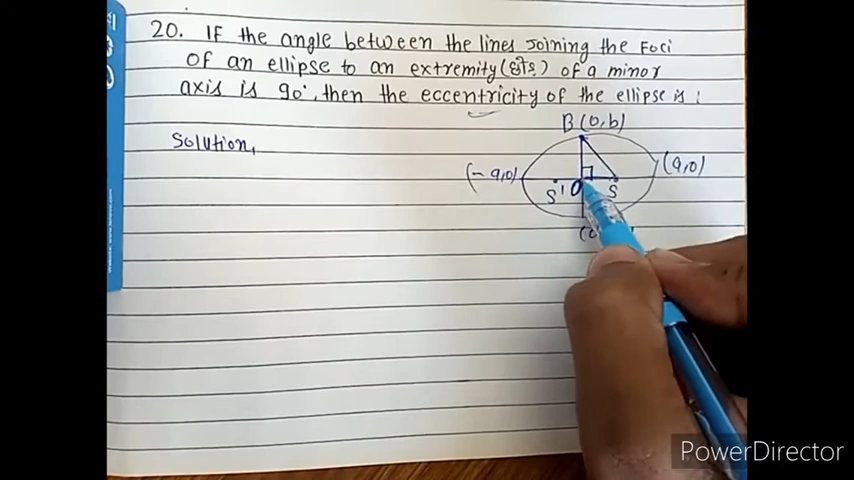 20. IF the angle between the lines Joining the Foci
of an ellipse to an extremity (छोर) of a minor
axis is 90°, then the eccentricity of the ellipse is :
Solution,
B (0, b)
(- a, 0)
(a, 0)
S' O S
PowerDirector